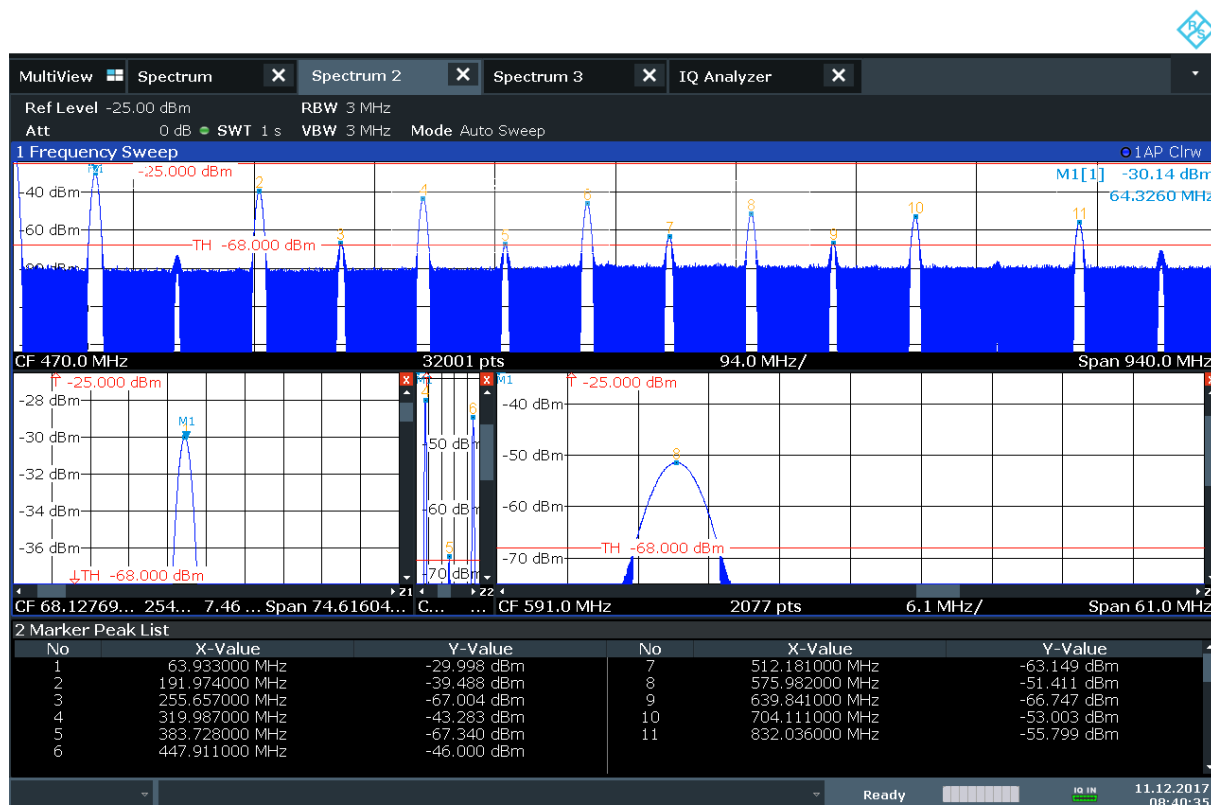 R&S
MultiView Spectrum X Spectrum 2 X Spectrum 3 X IQ Analyzer X
Ref Level -25.00 dBm RBW 3 MHz
Att 0 dB SWT 1 s VBW 3 MHz Mode Auto Sweep
1 Frequency Sweep 1AP Clrw
M1 -25.000 dBm M1[1] -30.14 dBm
64.3260 MHz
-40 dBm
2 4 6 8 10 11
-60 dBm
3 5 7 9
TH -68.000 dBm
CF 470.0 MHz 32001 pts 94.0 MHz/ Span 940.0 MHz
-25.000 dBm X M1 X M1 -25.000 dBm
-28 dBm
-30 dBm
-32 dBm
-34 dBm
-36 dBm
M1
TH -68.000 dBm
4 6
-50 dBm
-60 dBm
5
-70 dBm
-40 dBm
-50 dBm
-60 dBm
-70 dBm
8
TH -68.000 dBm
Z1 Z2
CF 68.12769... 254... 7.46 ... Span 74.61604... C... ... CF 591.0 MHz 2077 pts 6.1 MHz/ Span 61.0 MHz
2 Marker Peak List
No X-Value Y-Value No X-Value Y-Value
1 63.933000 MHz -29.998 dBm 7 512.181000 MHz -63.149 dBm
2 191.974000 MHz -39.488 dBm 8 575.982000 MHz -51.411 dBm
3 255.657000 MHz -67.004 dBm 9 639.841000 MHz -66.747 dBm
4 319.987000 MHz -43.283 dBm 10 704.111000 MHz -53.003 dBm
5 383.728000 MHz -67.340 dBm 11 832.036000 MHz -55.799 dBm
6 447.911000 MHz -46.000 dBm
Ready IQ IN 11.12.2017
08:40:35